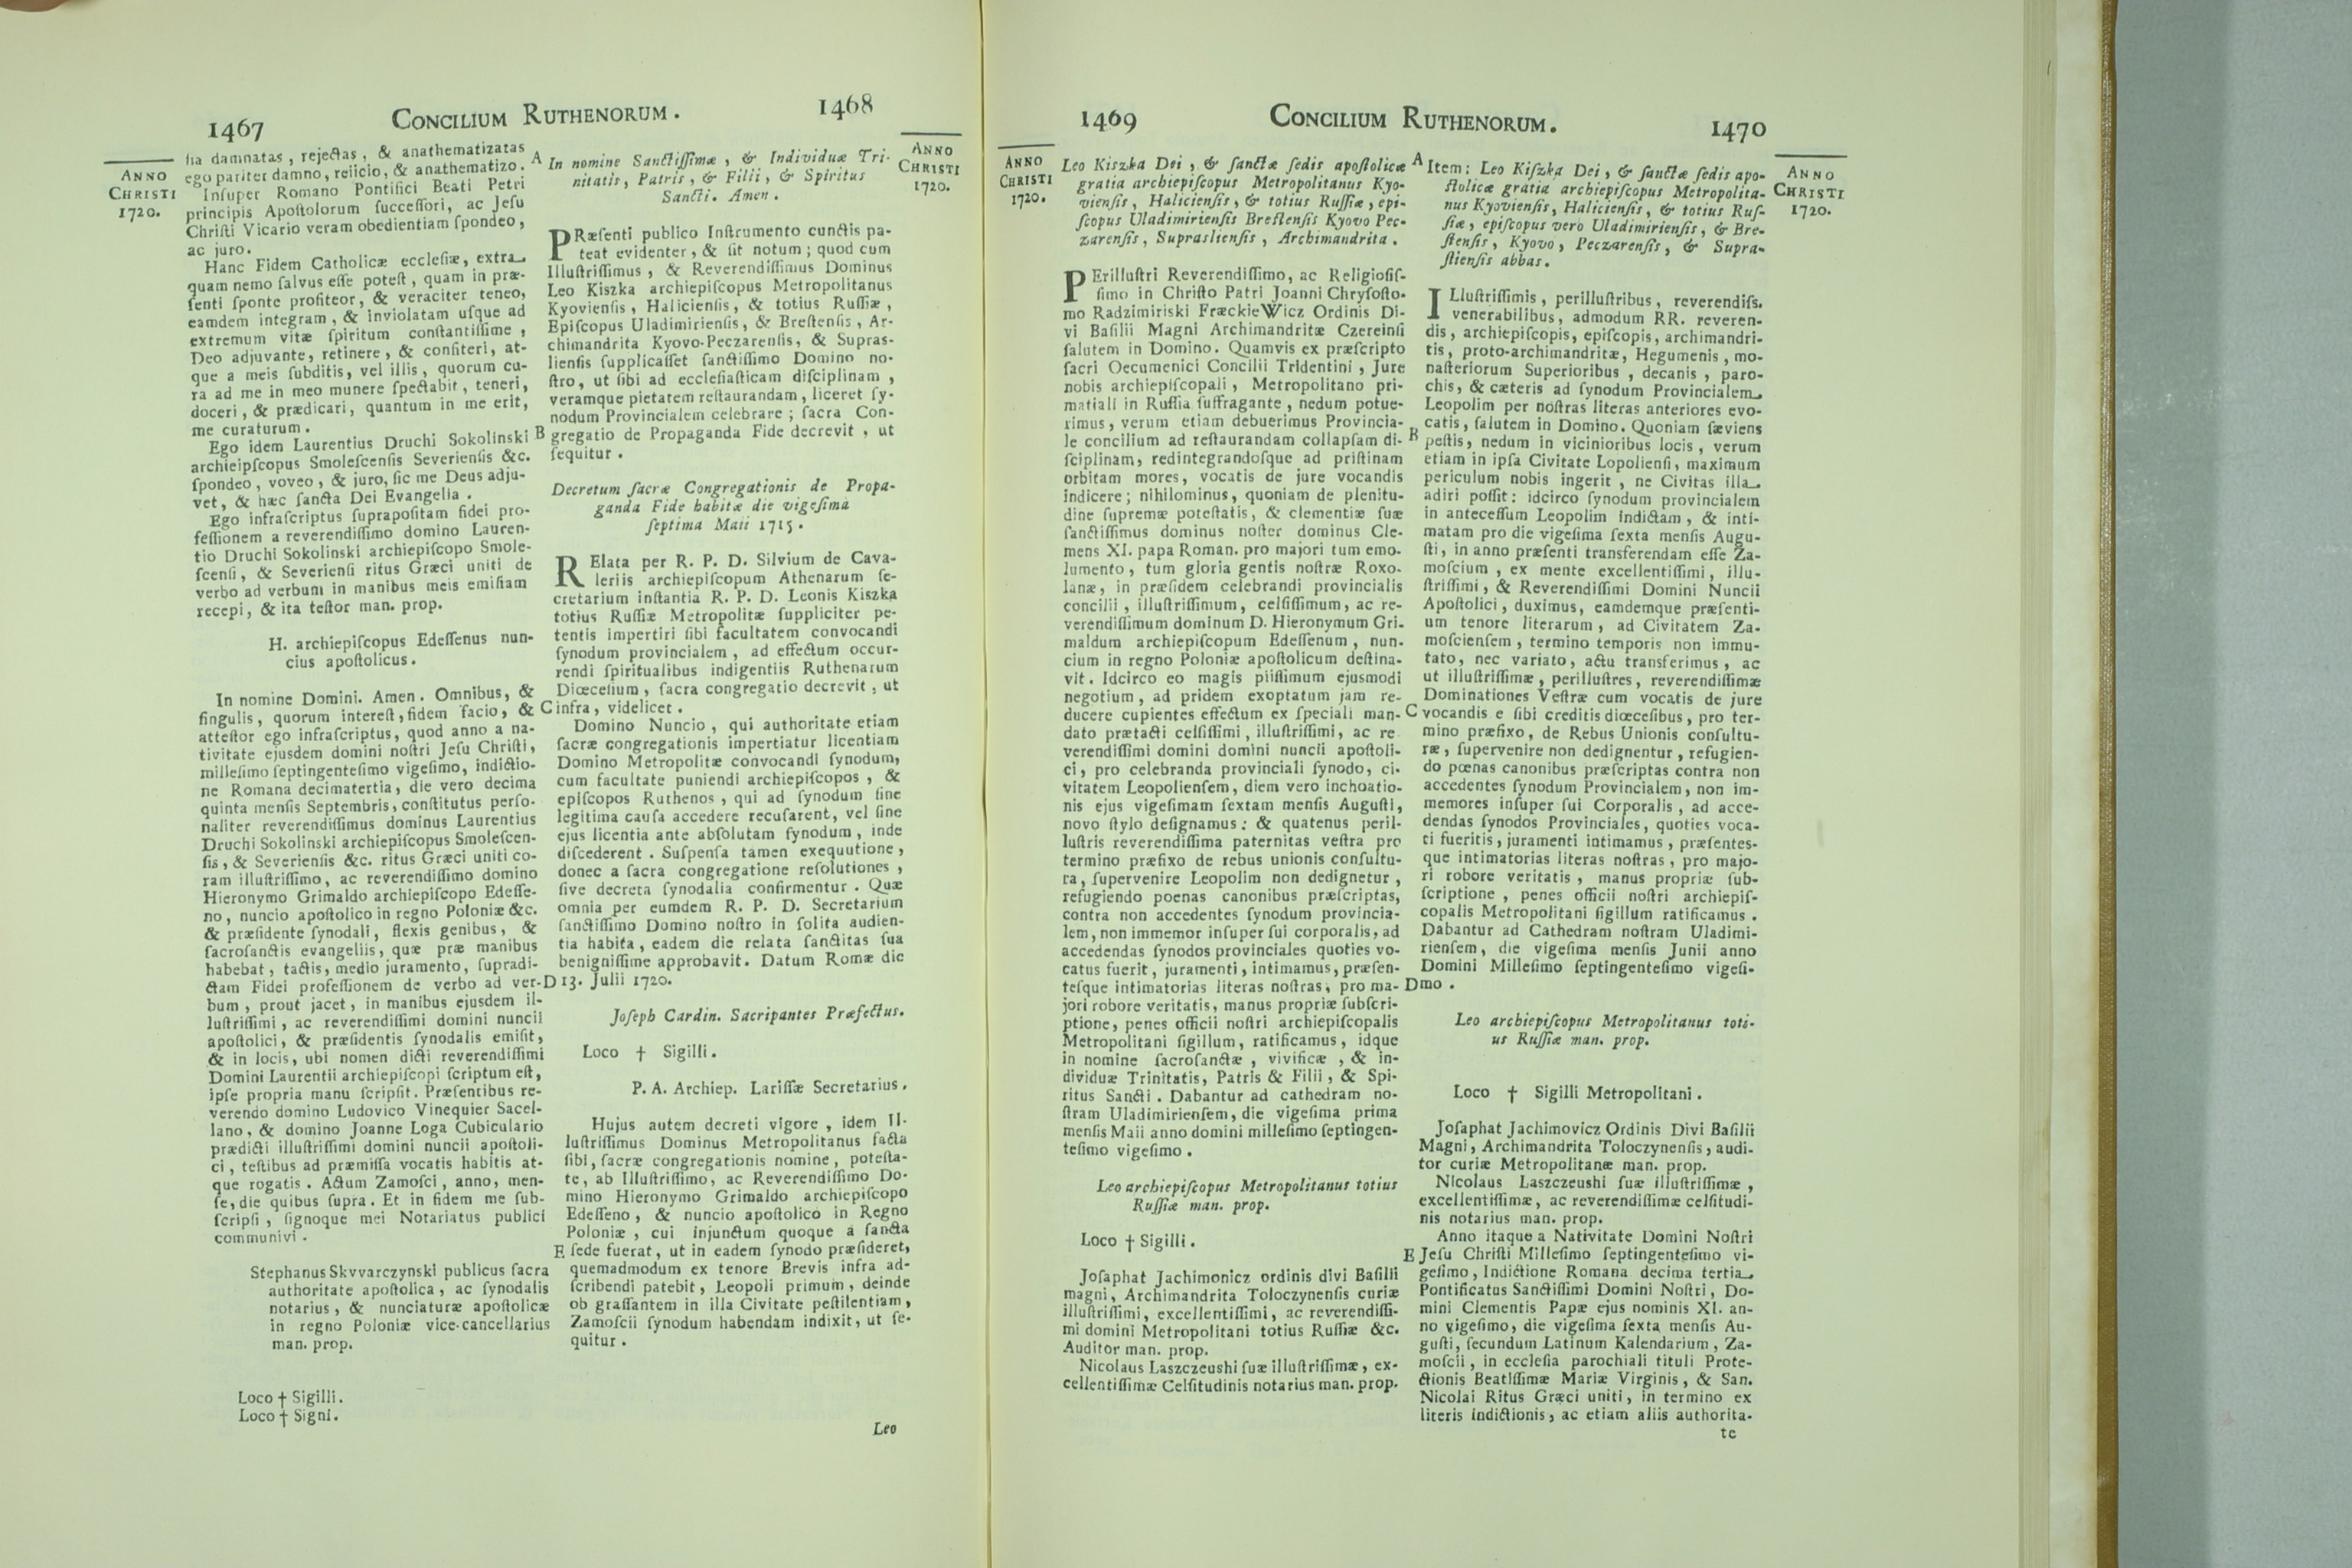 1467
CONCILIUM RUTHENORUM.
1468
ANNO
CHRISTI
1720.
ſia damnatas, rejectas, & anathematizatas
ego pariter damno, reiicio, & anathematizo.
Inſuper Romano Pontifici Beati Petri
principis Apoſtolorum ſucceſſori, ac Jeſu
Chriſti Vicario veram obedientiam ſpondeo,
ac juro.
Hanc Fidem Catholicæ eccleſiæ, extra
quam nemo ſalvus eſſe poteſt, quam in præ-
ſenti ſponte profiteor, & veraciter teneo,
eamdem integram, & inviolatam uſque ad
extremum vitæ ſpiritum conſtantiſſime,
Deo adjuvante, retinere, & confiteri, at-
que a meis ſubditis, vel illis, quorum cu-
ra ad me in meo munere ſpectabit, teneri,
doceri, & prædicari, quantum in me erit,
me curaturum.
Ego idem Laurentius Druchi Sokolinski
archieipſcopus Smoleſcenſis Severienſis &c.
ſpondeo, voveo, & juro, ſic me Deus adju-
vet, & hæc ſancta Dei Evangelia.
Ego infraſcriptus ſuprapoſitam fidei pro-
feſſionem a reverendiſſimo domino Lauren-
tio Druchi Sokolinski archiepiſcopo Smole-
ſcenſi, & Severienſi ritus Græci uniti de
verbo ad verbum in manibus meis emiſſam
recepi, & ita teſtor man. prop.
H. archiepiſcopus Edeſſenus nun-
cius apoſtolicus.
In nomine Domini. Amen. Omnibus, &
ſingulis, quorum intereſt, fidem facio, &
atteſtor ego infraſcriptus, quod anno a na-
tivitate ejusdem domini noſtri Jeſu Chriſti,
milleſimo ſeptingenteſimo vigeſimo, indictio-
ne Romana decimatertia, die vero decima
quinta menſis Septembris, conſtitutus perſo-
naliter reverendiſſimus dominus Laurentius
Druchi Sokolinski archiepiſcopus Smoleſcen-
ſis, & Severienſis &c. ritus Græci uniti co-
ram illuſtriſſimo, ac reverendiſſimo domino
Hieronymo Grimaldo archiepiſcopo Edeſſe-
no, nuncio apoſtolico in regno Poloniæ &c.
& præſidente ſynodali, flexis genibus, &
ſacroſanctis evangeliis, quæ præ manibus
habebat, tactis, medio juramento, ſupradi-
ctam Fidei profeſſionem de verbo ad ver-
bum, prout jacet, in manibus ejusdem il-
luſtriſſimi, ac reverendiſſimi domini nuncii
apoſtolici, & præſidentis ſynodalis emiſit,
& in locis, ubi nomen dicti reverendiſſimi
Domini Laurentii archiepiſcopi ſcriptum eſt,
ipſe propria manu ſcripſit. Præſentibus re-
verendo domino Ludovico Vinequier Sacel-
lano, & domino Joanne Loga Cubiculario
prædicti illuſtriſſimi domini nuncii apoſtoli-
ci, teſtibus ad præmiſſa vocatis habitis at-
que rogatis. Actum Zamoſci, anno, men-
ſe, die quibus ſupra. Et in fidem me ſub-
ſcripſi, ſignoque mei Notariatus publici
communivi.
Stephanus Skvvarczynski publicus ſacra
authoritate apoſtolica, ac ſynodalis
notarius, & nunciaturæ apoſtolicæ
in regno Poloniæ vice-cancellarius
man. prop.
Loco † Sigilli.
Loco † Signi.
A
B
C
D
E
In nomine Sanctiſſimæ, & Individuæ Tri-
nitatis, Patris, & Filii, & Spiritus
Sancti. Amen.
PRæſenti publico Inſtrumento cunctis pa-
teat evidenter, & ſit notum; quod cum
Illuſtriſſimus, & Reverendiſſimus Dominus
Leo Kiszka archiepiſcopus Metropolitanus
Kyovienſis, Halicienſis, & totius Ruſſiæ,
Epiſcopus Uladimirienſis, & Breſtenſis, Ar-
chimandrita Kyovo-Peczarenſis, & Supras-
lienſis ſupplicaſſet ſanctiſſimo Domino no-
ſtro, ut ſibi ad eccleſiaſticam diſciplinam,
veramque pietatem reſtaurandam, liceret ſy-
nodum Provincialem celebrare; ſacra Con-
gregatio de Propaganda Fide decrevit, ut
ſequitur.
Decretum ſacræ Congregationis de Propa-
ganda Fide habitæ die vigeſima
ſeptima Maii 1715.
RElata per R. P. D. Silvium de Cava-
leriis archiepiſcopum Athenarum ſe-
cretarium inſtantia R. P. D. Leonis Kiszka
totius Ruſſiæ Metropolitæ ſuppliciter pe-
tentis impertiri ſibi facultatem convocandi
ſynodum provincialem, ad effectum occur-
rendi ſpiritualibus indigentiis Ruthenarum
Diœceſium, ſacra congregatio decrevit, ut
infra, videlicet.
Domino Nuncio, qui authoritate etiam
ſacræ congregationis impertiatur licentiam
Domino Metropolitæ convocandi ſynodum,
cum facultate puniendi archiepiſcopos, &
epiſcopos Ruthenos, qui ad ſynodum ſine
legitima cauſa accedere recuſarent, vel ſine
ejus licentia ante abſolutam ſynodum, inde
diſcederent. Suſpenſa tamen exequutione,
donec a ſacra congregatione reſolutiones,
ſive decreta ſynodalia confirmentur. Quæ
omnia per eumdem R. P. D. Secretarium
ſanctiſſimo Domino noſtro in ſolita audien-
tia habita, eadem die relata ſanctitas ſua
benigniſſime approbavit. Datum Romæ die
13. Julii 1720.
Joſeph Cardin. Sacripantes Præfectus.
Loco † Sigilli.
P. A. Archiep. Lariſſæ Secretarius.
Hujus autem decreti vigore, idem Il-
luſtriſſimus Dominus Metropolitanus facta
ſibi, ſacræ congregationis nomine, poteſta-
te, ab Illuſtriſſimo, ac Reverendiſſimo Do-
mino Hieronymo Grimaldo archiepiſcopo
Edeſſeno, & nuncio apoſtolico in Regno
Poloniæ, cui injunctum quoque a ſancta
ſede fuerat, ut in eadem ſynodo præſideret,
quemadmodum ex tenore Brevis infra ad-
ſcribendi patebit, Leopoli primum, deinde
ob graſſantem in illa Civitate peſtilentiam,
Zamoſcii ſynodum habendam indixit, ut ſe-
quitur.
Leo
ANNO
CHRISTI
1720.
1469
CONCILIUM RUTHENORUM.
1470
ANNO
CHRISTI
1720.
Leo Kiszka Dei, & ſanctæ ſedis apoſtolicæ
gratia archiepiſcopus Metropolitanus Kyo-
vienſis, Halicienſis, & totius Ruſſiæ, epi-
ſcopus Uladimirienſis Breſtenſis Kyovo Pec-
zarenſis, Supraslienſis, Archimandrita.
PErilluſtri Reverendiſſimo, ac Religioſiſ-
ſimo in Chriſto Patri Joanni Chryſoſto-
mo Radzimiriski FræckieWicz Ordinis Di-
vi Baſilii Magni Archimandritæ Czereinſi
ſalutem in Domino. Quamvis ex præſcripto
ſacri Oecumenici Concilii Tridentini, Jure
nobis archiepiſcopali, Metropolitano pri-
matiali in Ruſſia ſuffragante, nedum potue-
rimus, verum etiam debuerimus Provincia-
le concilium ad reſtaurandam collapſam di-
ſciplinam, redintegrandoſque ad priſtinam
orbitam mores, vocatis de jure vocandis
indicere; nihilominus, quoniam de plenitu-
dine ſupremæ poteſtatis, & clementiæ ſuæ
ſanctiſſimus dominus noſter dominus Cle-
mens XI. papa Roman. pro majori tum emo-
lumento, tum gloria gentis noſtræ Roxo-
lanæ, in præſidem celebrandi provincialis
concilii, illuſtriſſimum, celſiſſimum, ac re-
verendiſſimum dominum D. Hieronymum Gri-
maldum archiepiſcopum Edeſſenum, nun-
cium in regno Poloniæ apoſtolicum deſtina-
vit. Idcirco eo magis piiſſimum ejusmodi
negotium, ad pridem exoptatum jam re-
ducere cupientes effectum ex ſpeciali man-
dato prætacti celſiſſimi, illuſtriſſimi, ac re
verendiſſimi domini domini nuncii apoſtoli-
ci, pro celebranda provinciali ſynodo, ci-
vitatem Leopolienſem, diem vero inchoatio-
nis ejus vigeſimam ſextam menſis Auguſti,
novo ſtylo deſignamus: & quatenus peril-
luſtris reverendiſſima paternitas veſtra pro
termino præfixo de rebus unionis conſultu-
ra, ſupervenire Leopolim non dedignetur,
refugiendo poenas canonibus præſcriptas,
contra non accedentes ſynodum provincia-
lem, non immemor inſuper ſui corporalis, ad
accedendas ſynodos provinciales quoties vo-
catus fuerit, juramenti, intimamus, præſen-
teſque intimatorias literas noſtras, pro ma-
jori robore veritatis, manus propriæ ſubſcri-
ptione, penes officii noſtri archiepiſcopalis
Metropolitani ſigillum, ratificamus, idque
in nomine ſacroſanctæ, vivificæ, & in-
dividuæ Trinitatis, Patris & Filii, & Spi-
ritus Sancti. Dabantur ad cathedram no-
ſtram Uladimirienſem, die vigeſima prima
menſis Maii anno domini milleſimo ſeptingen-
teſimo vigeſimo.
Leo archiepiſcopus Metropolitanus totius
Ruſſiæ man. prop.
Loco † Sigilli.
Joſaphat Jachimonicz ordinis divi Baſilii
magni, Archimandrita Toloczynenſis curiæ
illuſtriſſimi, excellentiſſimi, ac reverendiſſi-
mi domini Metropolitani totius Ruſſiæ &c.
Auditor man. prop.
Nicolaus Laszczeushi ſuæ illuſtriſſimæ, ex-
cellentiſſimæ Celſitudinis notarius man. prop.
A
B
C
D
E
Item: Leo Kiſzka Dei, & ſanctæ ſedis apo-
ſtolicæ gratia archiepiſcopus Metropolita-
nus Kyovienſis, Halicienſis, & totius Ruſ-
ſiæ, epiſcopus vero Uladimirienſis, & Bre-
ſtenſis, Kyovo, Peczarenſis, & Supra-
ſlienſis abbas.
ILluſtriſſimis, perilluſtribus, reverendiſs.
venerabilibus, admodum RR. reveren-
dis, archiepiſcopis, epiſcopis, archimandri-
tis, proto-archimandritæ, Hegumenis, mo-
naſteriorum Superioribus, decanis, paro-
chis, & cæteris ad ſynodum Provincialem
Leopolim per noſtras literas anteriores evo-
catis, ſalutem in Domino. Quoniam ſæviens
peſtis, nedum in vicinioribus locis, verum
etiam in ipſa Civitate Lopolienſi, maximum
periculum nobis ingerit, ne Civitas illa
adiri poſſit: idcirco ſynodum provincialem
in anteceſſum Leopolim indictam, & inti-
matam pro die vigeſima ſexta menſis Augu-
ſti, in anno præſenti transferendam eſſe Za-
moſcium, ex mente excellentiſſimi, illu-
ſtriſſimi, & Reverendiſſimi Domini Nuncii
Apoſtolici, duximus, eamdemque præſenti-
um tenore literarum, ad Civitatem Za-
moſcienſem, termino temporis non immu-
tato, nec variato, actu transferimus, ac
ut illuſtriſſimæ, perilluſtres, reverendiſſimæ
Dominationes Veſtræ cum vocatis de jure
vocandis e ſibi creditis diœceſibus, pro ter-
mino præfixo, de Rebus Unionis conſultu-
ræ, ſupervenire non dedignentur, refugien-
do pœnas canonibus præſcriptas contra non
accedentes ſynodum Provincialem, non im-
memores inſuper ſui Corporalis, ad acce-
dendas ſynodos Provinciales, quoties voca-
ti fueritis, juramenti intimamus, præſentes-
que intimatorias literas noſtras, pro majo-
ri robore veritatis, manus propriæ ſub-
ſcriptione, penes officii noſtri archiepiſ-
copalis Metropolitani ſigillum ratificamus.
Dabantur ad Cathedram noſtram Uladimi-
rienſem, die vigeſima menſis Junii anno
Domini Milleſimo ſeptingenteſimo vigeſi-
mo.
Leo archiepiſcopus Metropolitanus toti-
us Ruſſiæ man. prop.
Loco † Sigilli Metropolitani.
Joſaphat Jachimovicz Ordinis Divi Baſilii
Magni, Archimandrita Toloczynenſis, audi-
tor curiæ Metropolitanæ man. prop.
Nicolaus Laszczeushi ſuæ illuſtriſſimæ,
excellentiſſimæ, ac reverendiſſimæ celſitudi-
nis notarius man. prop.
Anno itaque a Nativitate Domini Noſtri
Jeſu Chriſti Milleſimo ſeptingenteſimo vi-
geſimo, Indictione Romana decima tertia
Pontificatus Sanctiſſimi Domini Noſtri, Do-
mini Clementis Papæ ejus nominis XI. an-
no vigeſimo, die vigeſima ſexta menſis Au-
guſti, ſecundum Latinum Kalendarium, Za-
moſcii, in eccleſia parochiali tituli Prote-
ctionis Beatiſſimæ Mariæ Virginis, & San.
Nicolai Ritus Græci uniti, in termino ex
literis indictionis, ac etiam aliis authorita-
te
ANNO
CHRISTI
1720.